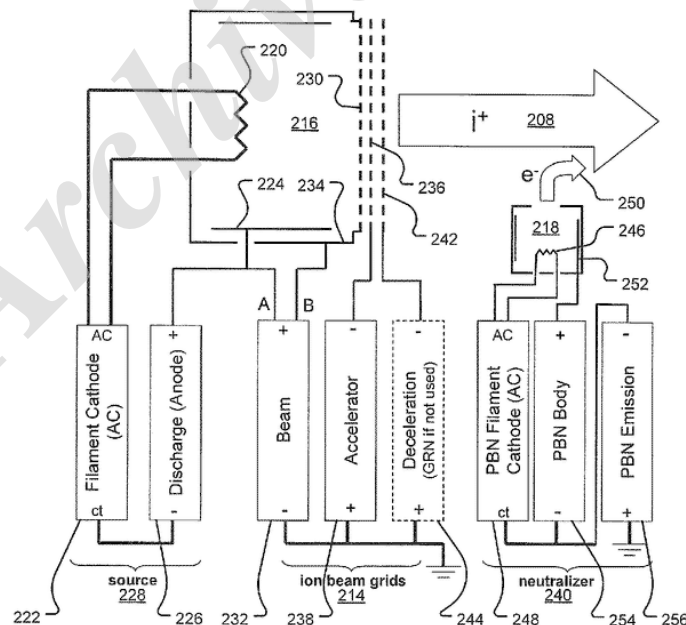 Archive
220
230
216
i+ 208
224
234
236
e-
250
242
218
246
252
A
B
AC
+
+
-
-
AC
+
-
Filament Cathode
(AC)
Discharge (Anode)
Beam
Accelerator
Deceleration
(GRN if not used)
PBN Filament
Cathode (AC)
PBN Body
PBN Emission
ct
-
-
+
+
ct
-
+
source
228
ion beam grids
214
neutralizer
240
222
226
232
238
244
248
254
256